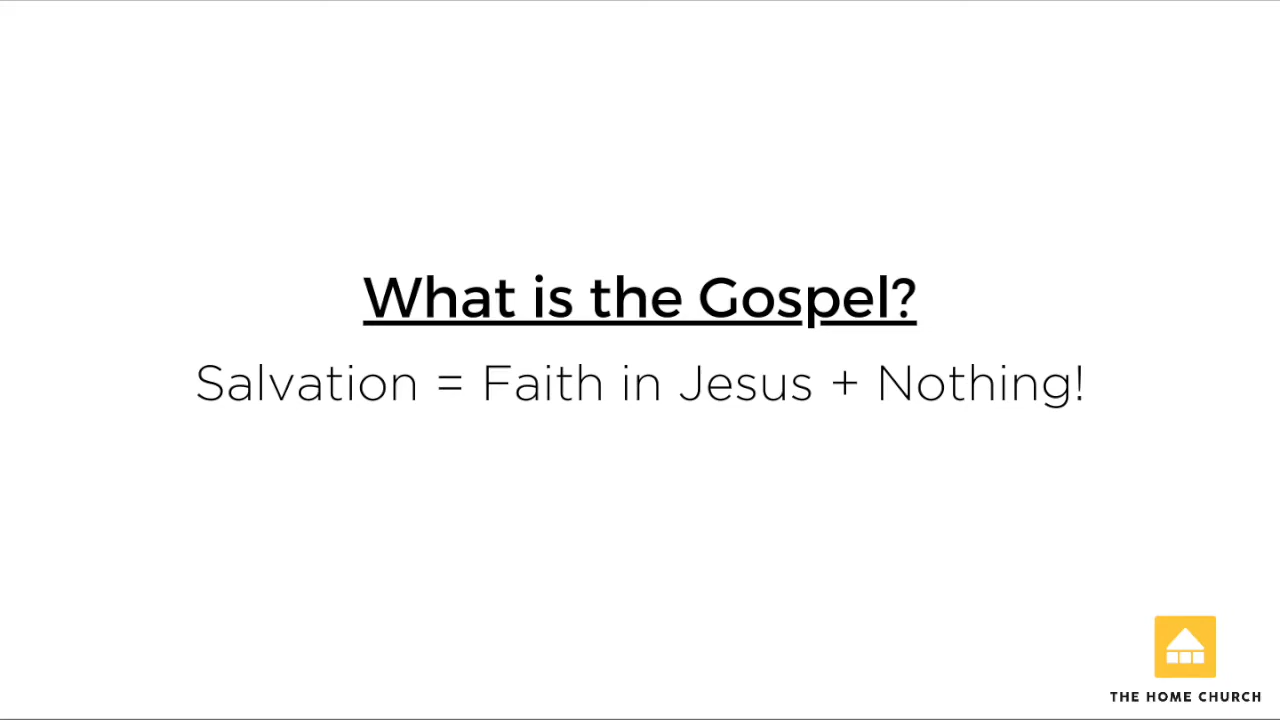 What is the Gospel?
Salvation = Faith in Jesus + Nothing!
THE HOME CHURCH